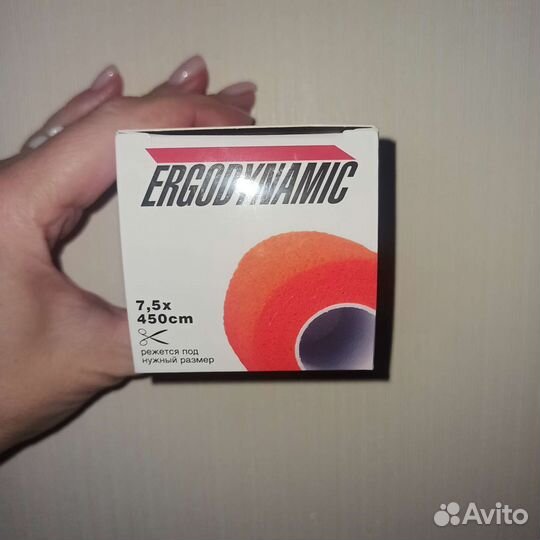 ERGODYNAMIC
7,5x
450cm
режется под
нужный размер
Avito